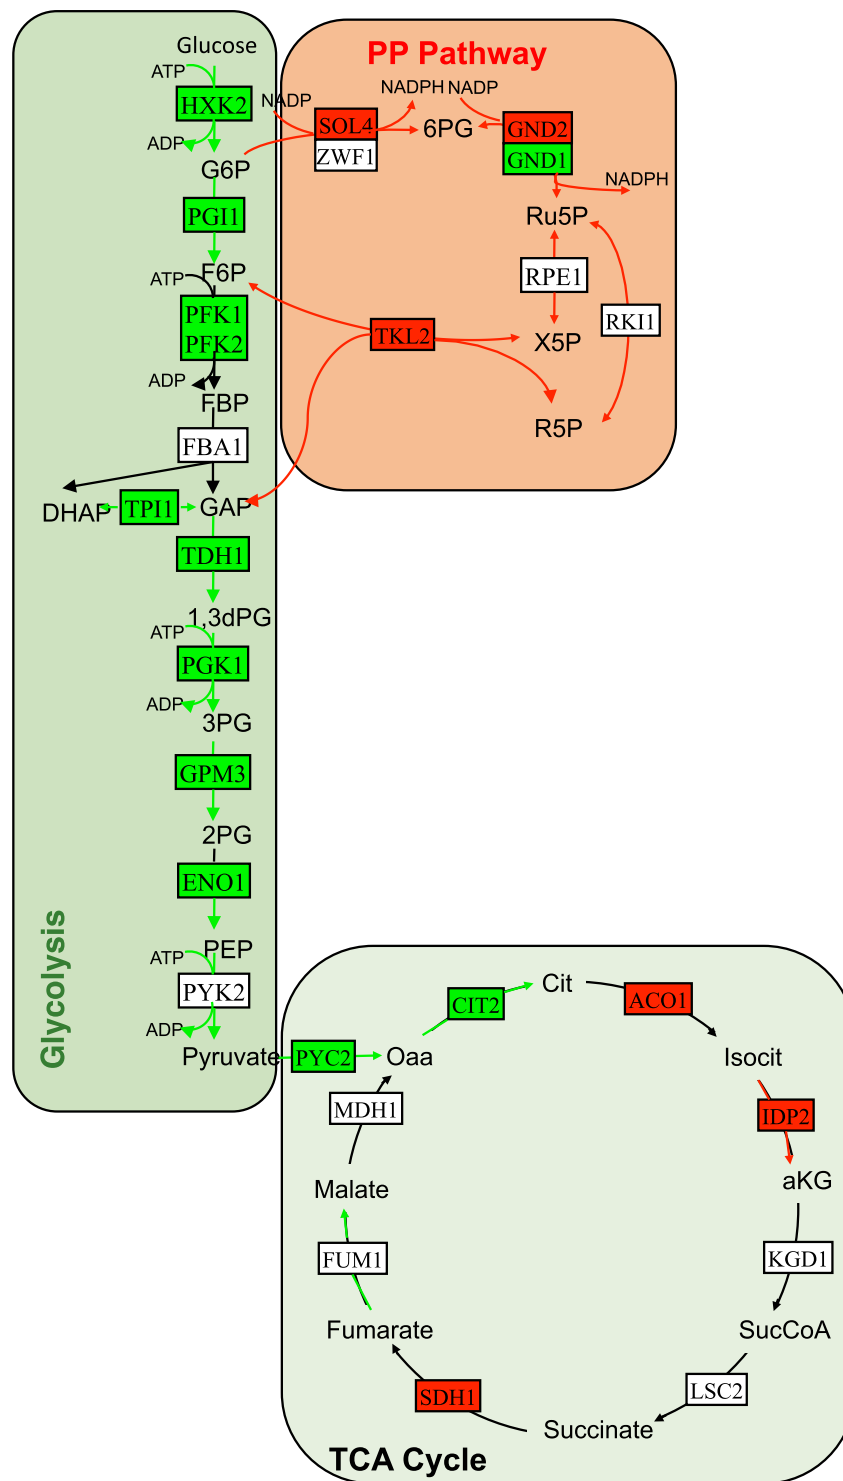 Glucose
PP Pathway
ATP
HXK2
ADP
NADP
NADPH
NADP
SOL4
ZWF1
6PG
GND2
GND1
NADPH
G6P
PGI1
Ru5P
F6P
ATP
PFK1
PFK2
ADP
RPE1
RKI1
TKL2
X5P
FBP
R5P
FBA1
DHAP
TPI1
GAP
TDH1
1,3dPG
ATP
PGK1
ADP
3PG
GPM3
2PG
ENO1
Glycolysis
PEP
ATP
PYK2
ADP
Pyruvate
PYC2
Oaa
CIT2
Cit
ACO1
Isocit
MDH1
IDP2
Malate
aKG
FUM1
KGD1
Fumarate
SucCoA
SDH1
LSC2
Succinate
TCA Cycle